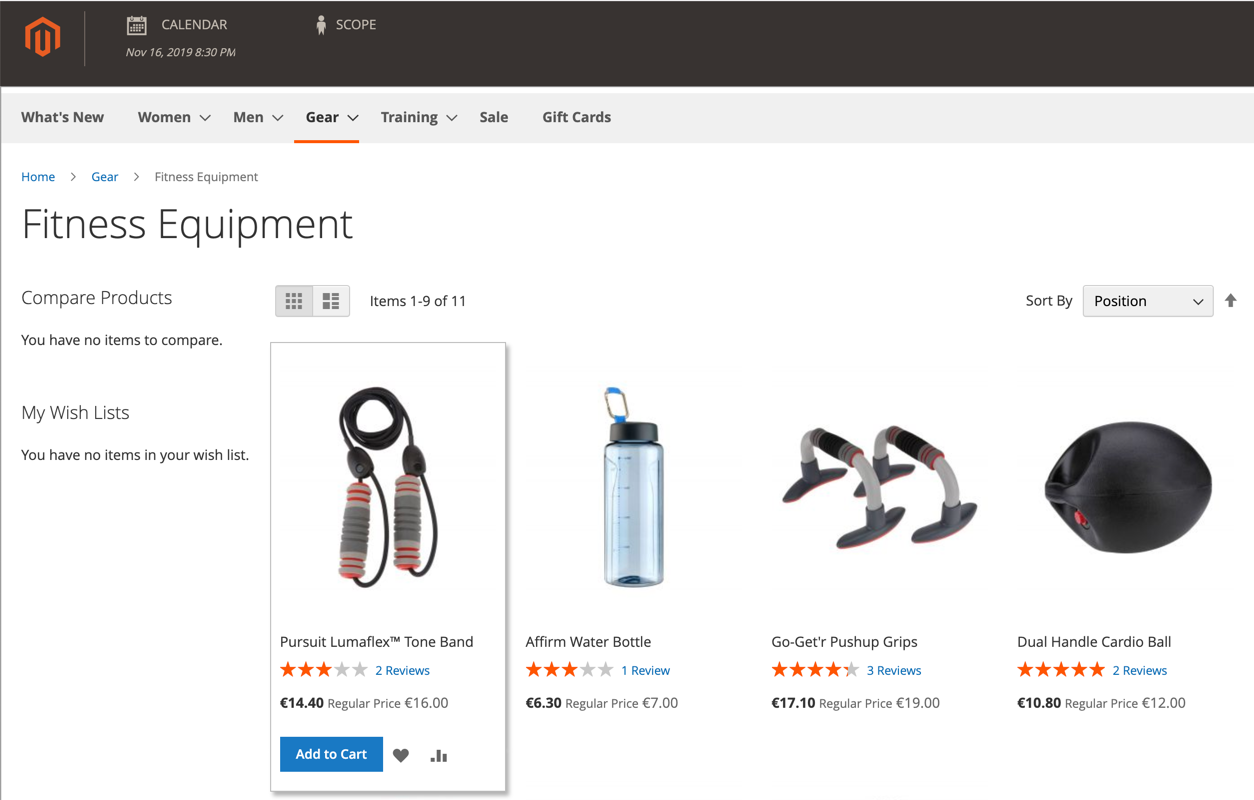 CALENDAR
SCOPE
Nov 16, 2019 8:30 PM
What's New Women Men Gear Training Sale Gift Cards
Home > Gear > Fitness Equipment
Fitness Equipment
Compare Products
You have no items to compare.
My Wish Lists
You have no items in your wish list.
Items 1-9 of 11
Sort By Position
Pursuit Lumaflex™ Tone Band
2 Reviews
€14.40 Regular Price €16.00
Add to Cart
Affirm Water Bottle
1 Review
€6.30 Regular Price €7.00
Go-Get'r Pushup Grips
3 Reviews
€17.10 Regular Price €19.00
Dual Handle Cardio Ball
2 Reviews
€10.80 Regular Price €12.00